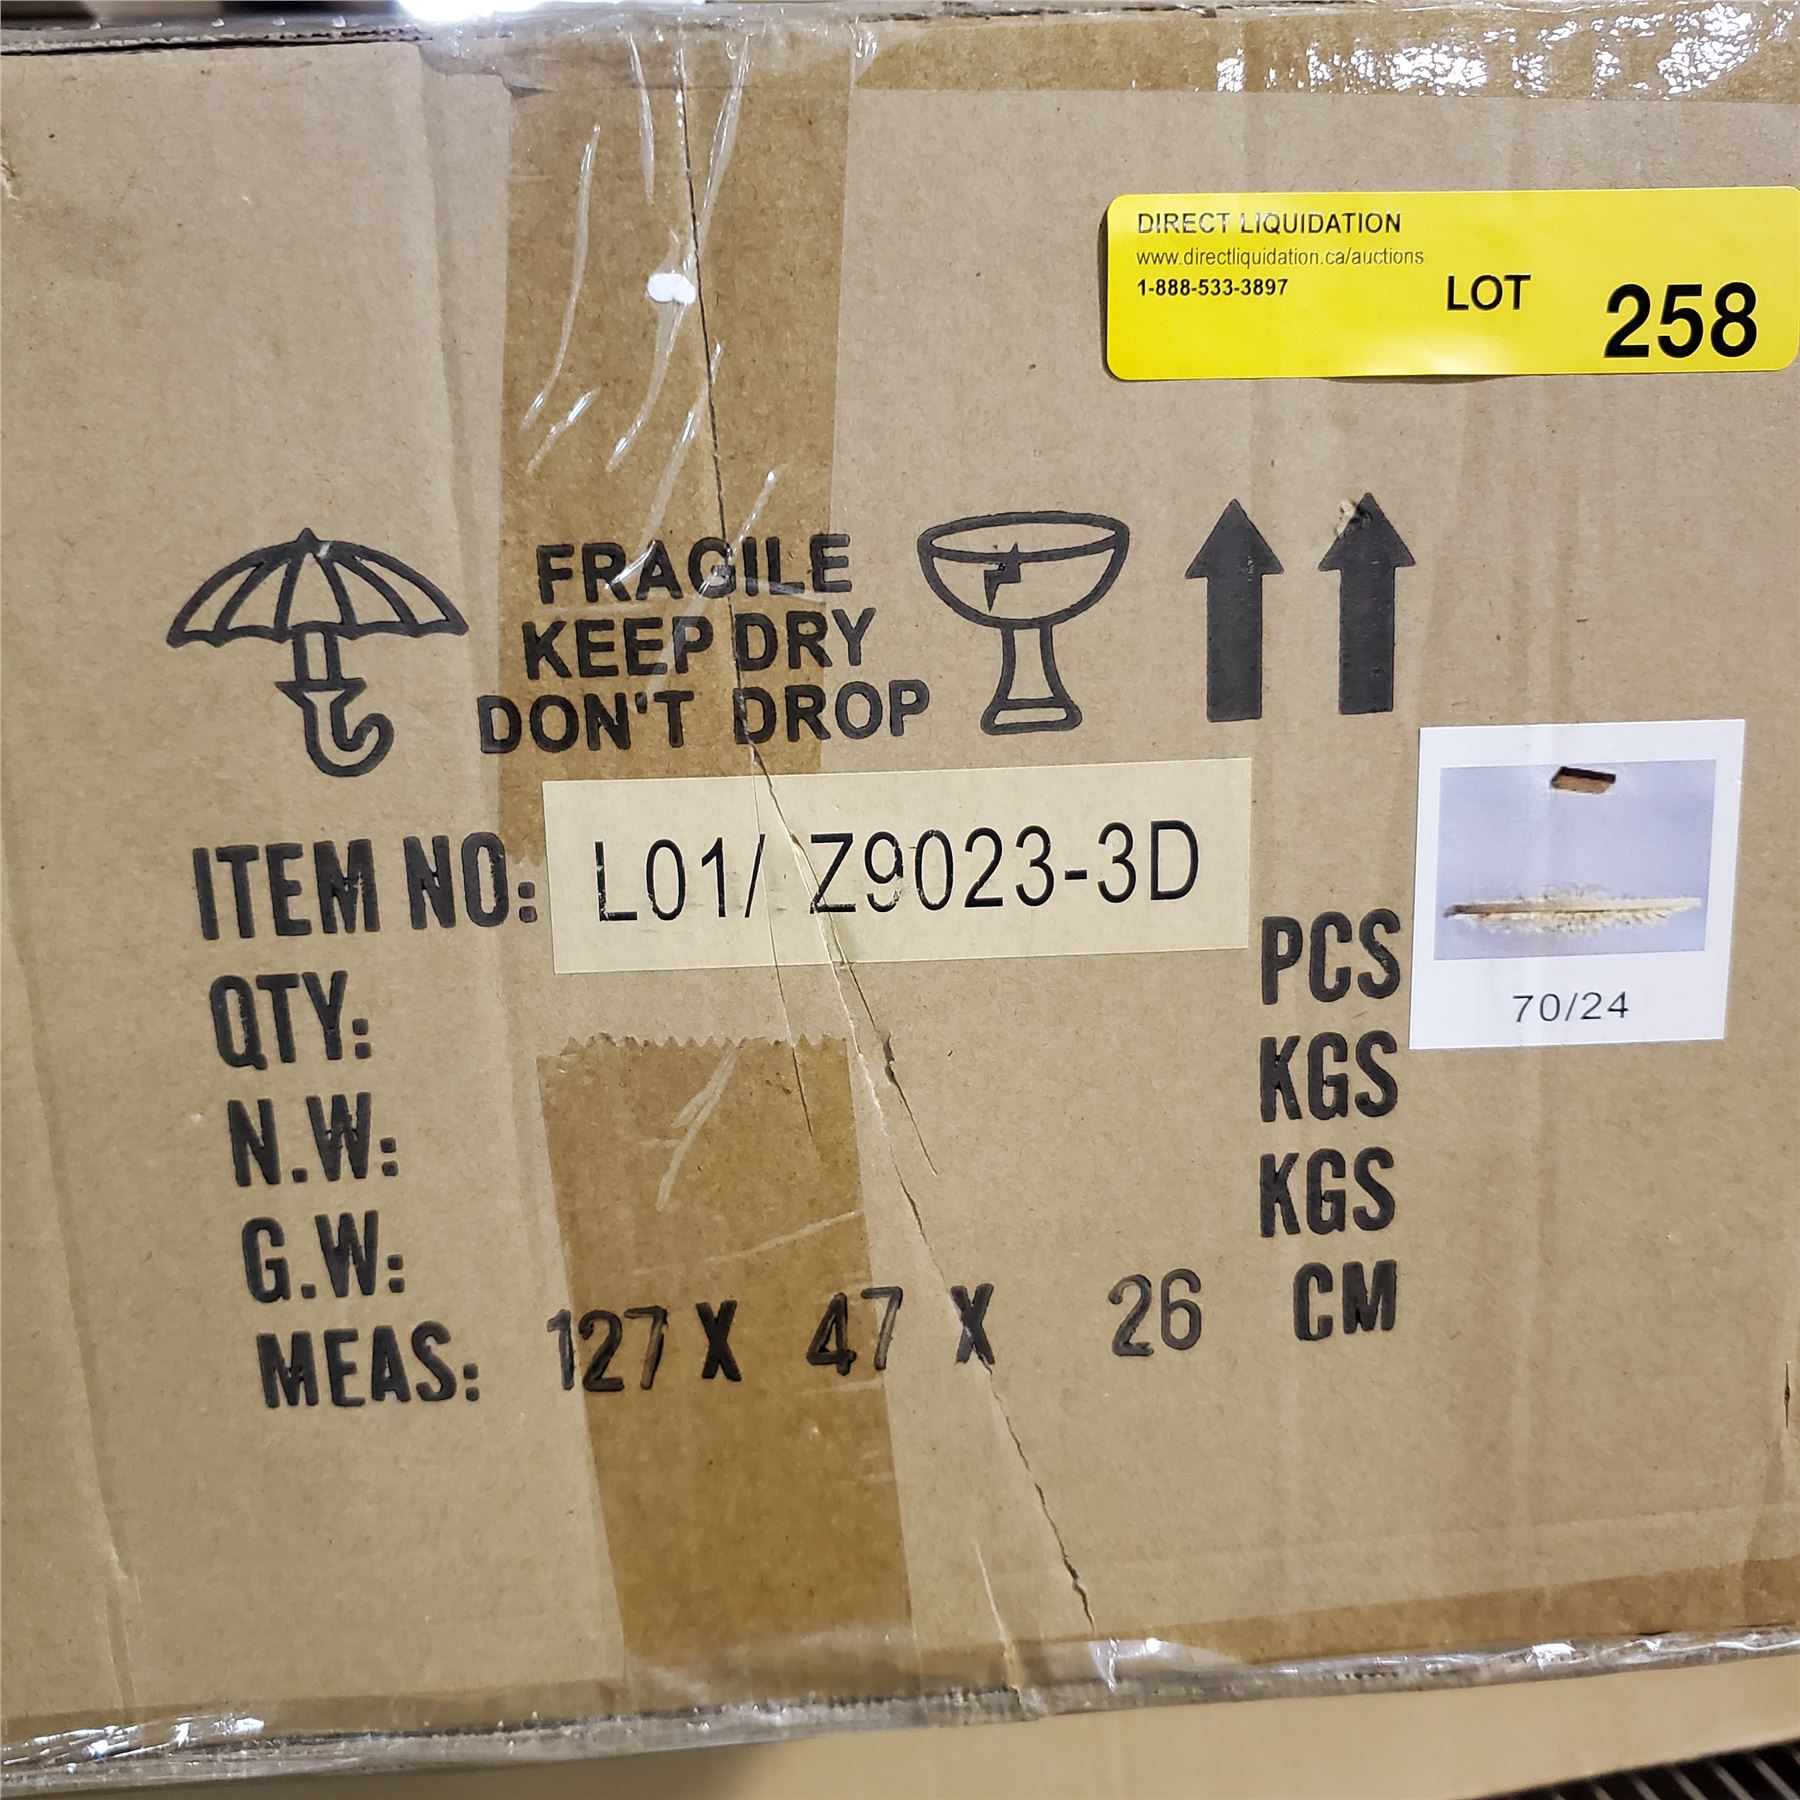 DIRECT LIQUIDATION
www.directliquidation.ca/auctions
1-888-533-3897
LOT 258
FRAGILE
KEEP DRY
DON'T DROP
ITEM NO: L01/ Z9023-3D
QTY: PCS
N.W: KGS
G.W: KGS
MEAS: 127 X 47 X 26 CM
70/24